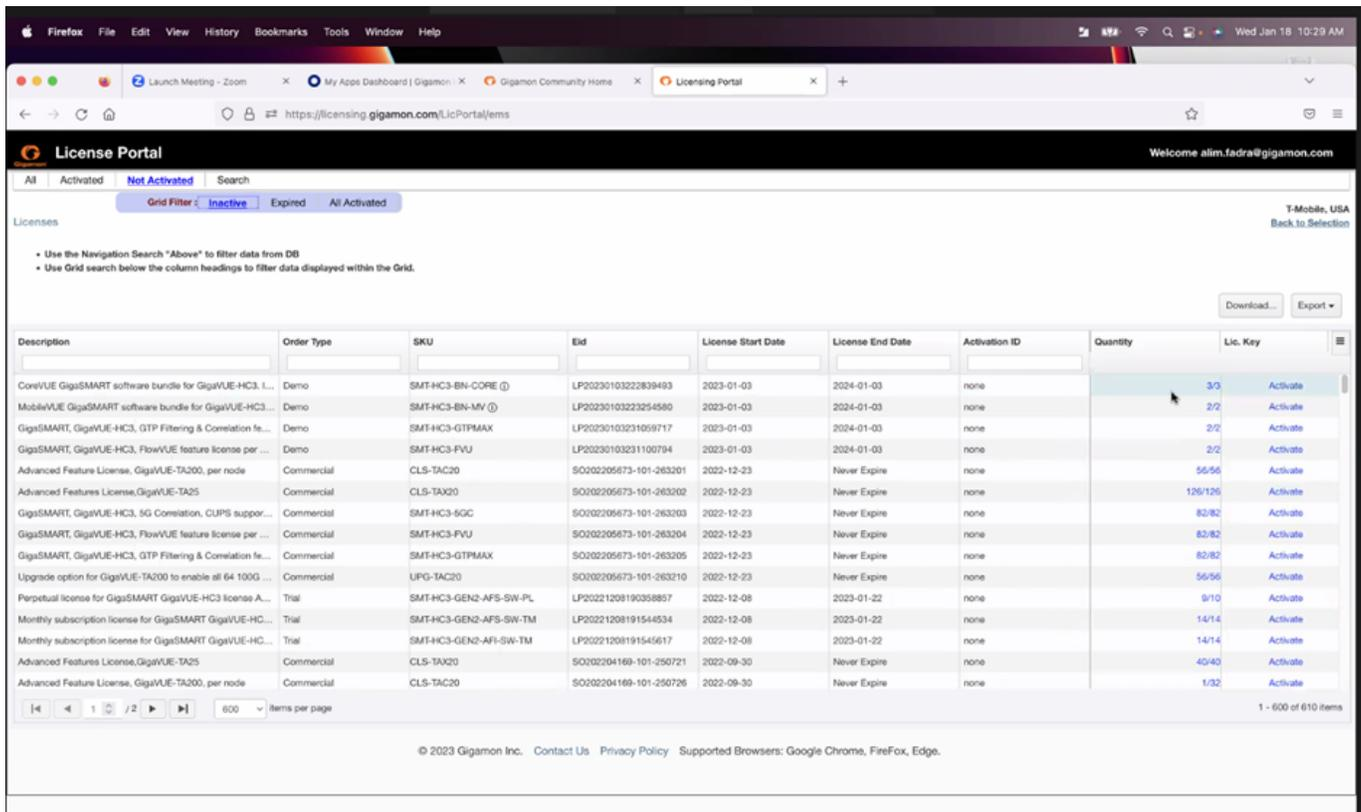 Firefox File Edit View History Bookmarks Tools Window Help Wed Jan 18 10:29 AM
Launch Meeting - Zoom My Apps Dashboard | Gigamon Gigamon Community Home Licensing Portal
https://licensing.gigamon.com/LicPortal/ems
Gigamon License Portal Welcome alim.fadra@gigamon.com
All Activated Not Activated Search
Grid Filter : Inactive Expired All Activated
T-Mobile, USA
Licenses Back to Selection
• Use the Navigation Search "Above" to filter data from DB
• Use Grid search below the column headings to filter data displayed within the Grid.
Download... Export
Description Order Type SKU Eid License Start Date License End Date Activation ID Quantity Lic. Key
CoreVUE GigaSMART software bundle for GigaVUE-HC3. I... Demo SMT-HC3-BN-CORE LP20230103222839493 2023-01-03 2024-01-03 none 3/3 Activate
MobileVUE GigaSMART software bundle for GigaVUE-HC3... Demo SMT-HC3-BN-MV LP20230103223254580 2023-01-03 2024-01-03 none 2/2 Activate
GigaSMART, GigaVUE-HC3, GTP Filtering & Correlation fe... Demo SMT-HC3-GTPMAX LP20230103231059717 2023-01-03 2024-01-03 none 2/2 Activate
GigaSMART, GigaVUE-HC3, FlowVUE feature license per ... Demo SMT-HC3-FVU LP20230103231100794 2023-01-03 2024-01-03 none 2/2 Activate
Advanced Feature License, GigaVUE-TA200, per node Commercial CLS-TAC20 SO202205673-101-263201 2022-12-23 Never Expire none 56/56 Activate
Advanced Features License,GigaVUE-TA25 Commercial CLS-TAX20 SO202205673-101-263202 2022-12-23 Never Expire none 126/126 Activate
GigaSMART, GigaVUE-HC3, 5G Correlation, CUPS suppor... Commercial SMT-HC3-5GC SO202205673-101-263203 2022-12-23 Never Expire none 82/82 Activate
GigaSMART, GigaVUE-HC3, FlowVUE feature license per ... Commercial SMT-HC3-FVU SO202205673-101-263204 2022-12-23 Never Expire none 82/82 Activate
GigaSMART, GigaVUE-HC3, GTP Filtering & Correlation fe... Commercial SMT-HC3-GTPMAX SO202205673-101-263205 2022-12-23 Never Expire none 82/82 Activate
Upgrade option for GigaVUE-TA200 to enable all 64 100G ... Commercial UPG-TAC20 SO202205673-101-263210 2022-12-23 Never Expire none 56/56 Activate
Perpetual license for GigaSMART GigaVUE-HC3 license A... Trial SMT-HC3-GEN2-AFS-SW-PL LP20221208190358857 2022-12-08 2023-01-22 none 9/10 Activate
Monthly subscription license for GigaSMART GigaVUE-HC... Trial SMT-HC3-GEN2-AFS-SW-TM LP20221208191544534 2022-12-08 2023-01-22 none 14/14 Activate
Monthly subscription license for GigaSMART GigaVUE-HC... Trial SMT-HC3-GEN2-AFI-SW-TM LP20221208191545617 2022-12-08 2023-01-22 none 14/14 Activate
Advanced Features License,GigaVUE-TA25 Commercial CLS-TAX20 SO202204169-101-250721 2022-09-30 Never Expire none 40/40 Activate
Advanced Feature License, GigaVUE-TA200, per node Commercial CLS-TAC20 SO202204169-101-250726 2022-09-30 Never Expire none 1/32 Activate
1 / 2 600 items per page 1 - 600 of 610 items
© 2023 Gigamon Inc. Contact Us Privacy Policy Supported Browsers: Google Chrome, FireFox, Edge.